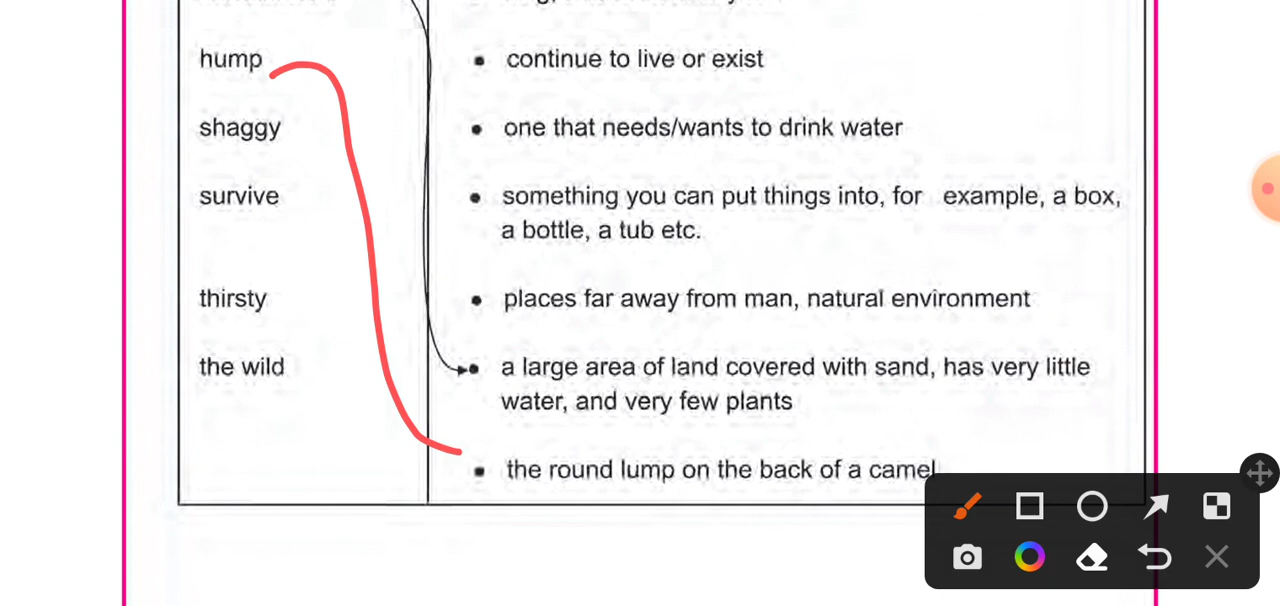 hump
continue to live or exist
shaggy
one that needs/wants to drink water
survive
something you can put things into, for example, a box,
a bottle, a tub etc.
thirsty
places far away from man, natural environment
the wild
a large area of land covered with sand, has very little
water, and very few plants
the round lump on the back of a camel